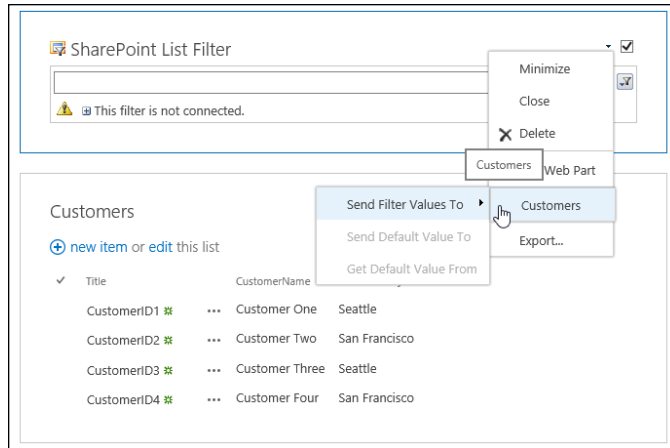 SharePoint List Filter
This filter is not connected.
Minimize
Close
Delete
Web Part
Customers
Customers
Export...
Send Filter Values To
Send Default Value To
Get Default Value From
Customers
new item or edit this list
Title CustomerName
CustomerID1 ... Customer One Seattle
CustomerID2 ... Customer Two San Francisco
CustomerID3 ... Customer Three Seattle
CustomerID4 ... Customer Four San Francisco